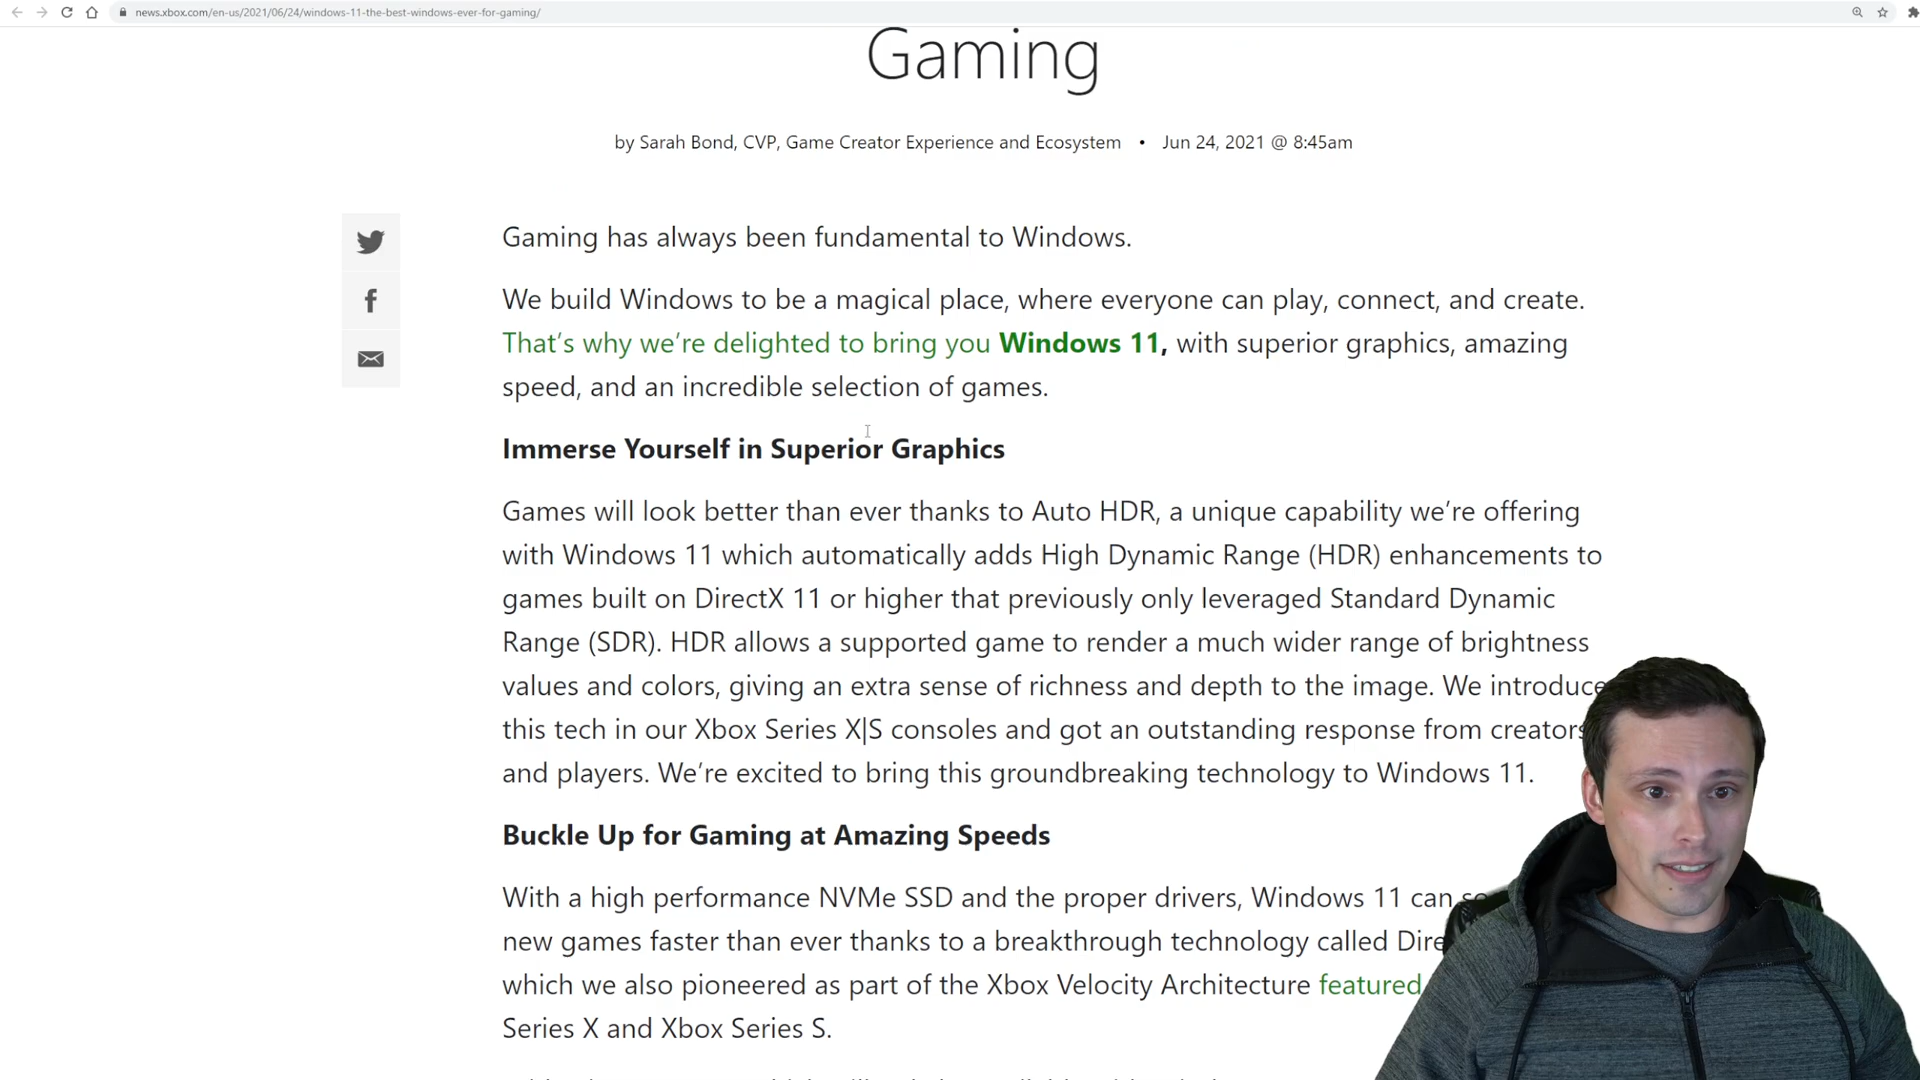 news.xbox.com/en-us/2021/06/24/windows-11-the-best-windows-ever-for-gaming/
Gaming
by Sarah Bond, CVP, Game Creator Experience and Ecosystem • Jun 24, 2021 @ 8:45am
Gaming has always been fundamental to Windows.
We build Windows to be a magical place, where everyone can play, connect, and create.
That’s why we’re delighted to bring you Windows 11, with superior graphics, amazing
speed, and an incredible selection of games.
Immerse Yourself in Superior Graphics
Games will look better than ever thanks to Auto HDR, a unique capability we’re offering
with Windows 11 which automatically adds High Dynamic Range (HDR) enhancements to
games built on DirectX 11 or higher that previously only leveraged Standard Dynamic
Range (SDR). HDR allows a supported game to render a much wider range of brightness
values and colors, giving an extra sense of richness and depth to the image. We introduce
this tech in our Xbox Series X|S consoles and got an outstanding response from creators
and players. We’re excited to bring this groundbreaking technology to Windows 11.
Buckle Up for Gaming at Amazing Speeds
With a high performance NVMe SSD and the proper drivers, Windows 11 can
new games faster than ever thanks to a breakthrough technology called
which we also pioneered as part of the Xbox Velocity Architecture featured
Series X and Xbox Series S.